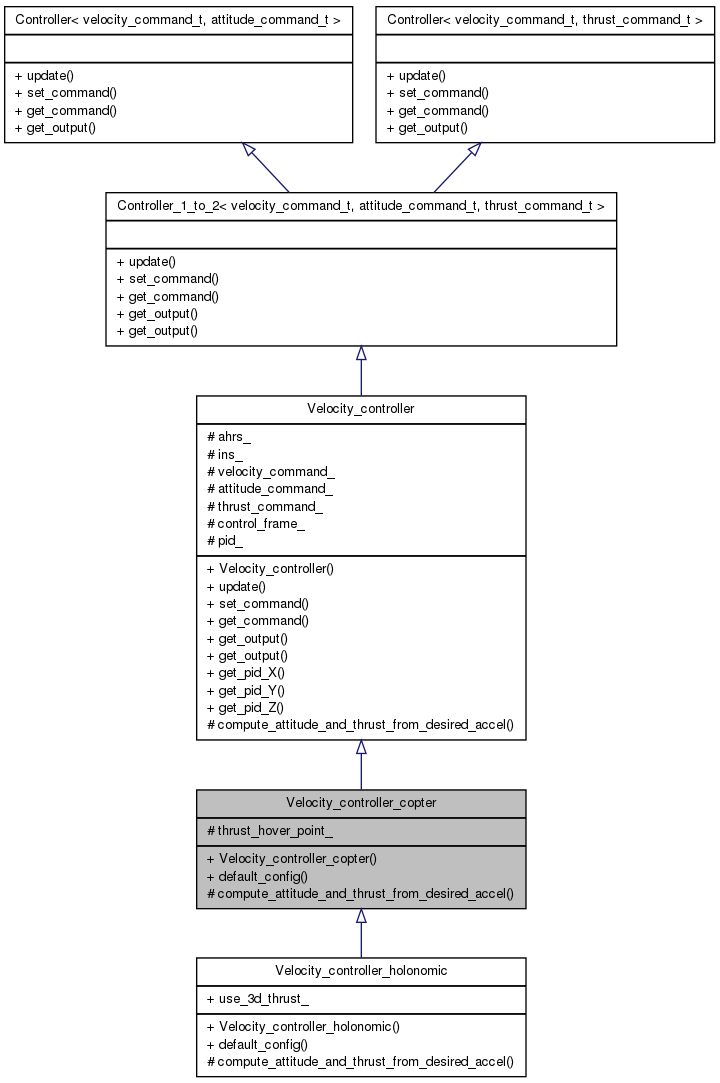 Controller< velocity_command_t, attitude_command_t >
+ update()
+ set_command()
+ get_command()
+ get_output()
Controller< velocity_command_t, thrust_command_t >
+ update()
+ set_command()
+ get_command()
+ get_output()
Controller_1_to_2< velocity_command_t, attitude_command_t, thrust_command_t >
+ update()
+ set_command()
+ get_command()
+ get_output()
+ get_output()
Velocity_controller
# ahrs_
# ins_
# velocity_command_
# attitude_command_
# thrust_command_
# control_frame_
# pid_
+ Velocity_controller()
+ update()
+ set_command()
+ get_command()
+ get_output()
+ get_output()
+ get_pid_X()
+ get_pid_Y()
+ get_pid_Z()
# compute_attitude_and_thrust_from_desired_accel()
Velocity_controller_copter
# thrust_hover_point_
+ Velocity_controller_copter()
+ default_config()
# compute_attitude_and_thrust_from_desired_accel()
Velocity_controller_holonomic
+ use_3d_thrust_
+ Velocity_controller_holonomic()
+ default_config()
# compute_attitude_and_thrust_from_desired_accel()